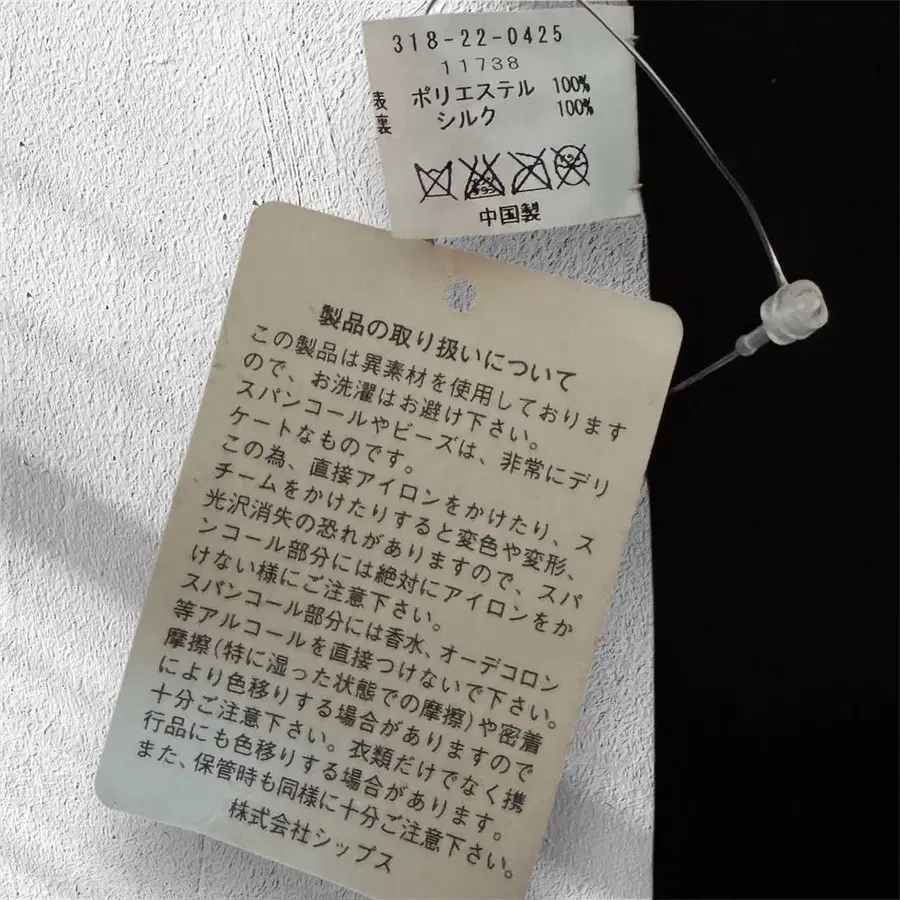 318-22-0425
11738
表 ポリエステル 100%
裏 シルク 100%
中国製
製品の取り扱いについて
この製品は異素材を使用しております
ので、お洗濯はお避け下さい。
スパンコールやビーズは、非常にデリ
ケートなものです。
この為、直接アイロンをかけたり、ス
チームをかけたりすると変色や変形、
光沢消失の恐れがありますので、スパ
ンコール部分には絶対にアイロンをか
けない様にご注意下さい。
スパンコール部分には香水、オーデコロン
等アルコールを直接つけないで下さい。
摩擦(特に湿った状態での摩擦)や密着
により色移りする場合がありますので
十分ご注意下さい。衣類だけでなく携
行品にも色移りする場合があります。
また、保管時も同様に十分ご注意下さい。
株式会社シップス